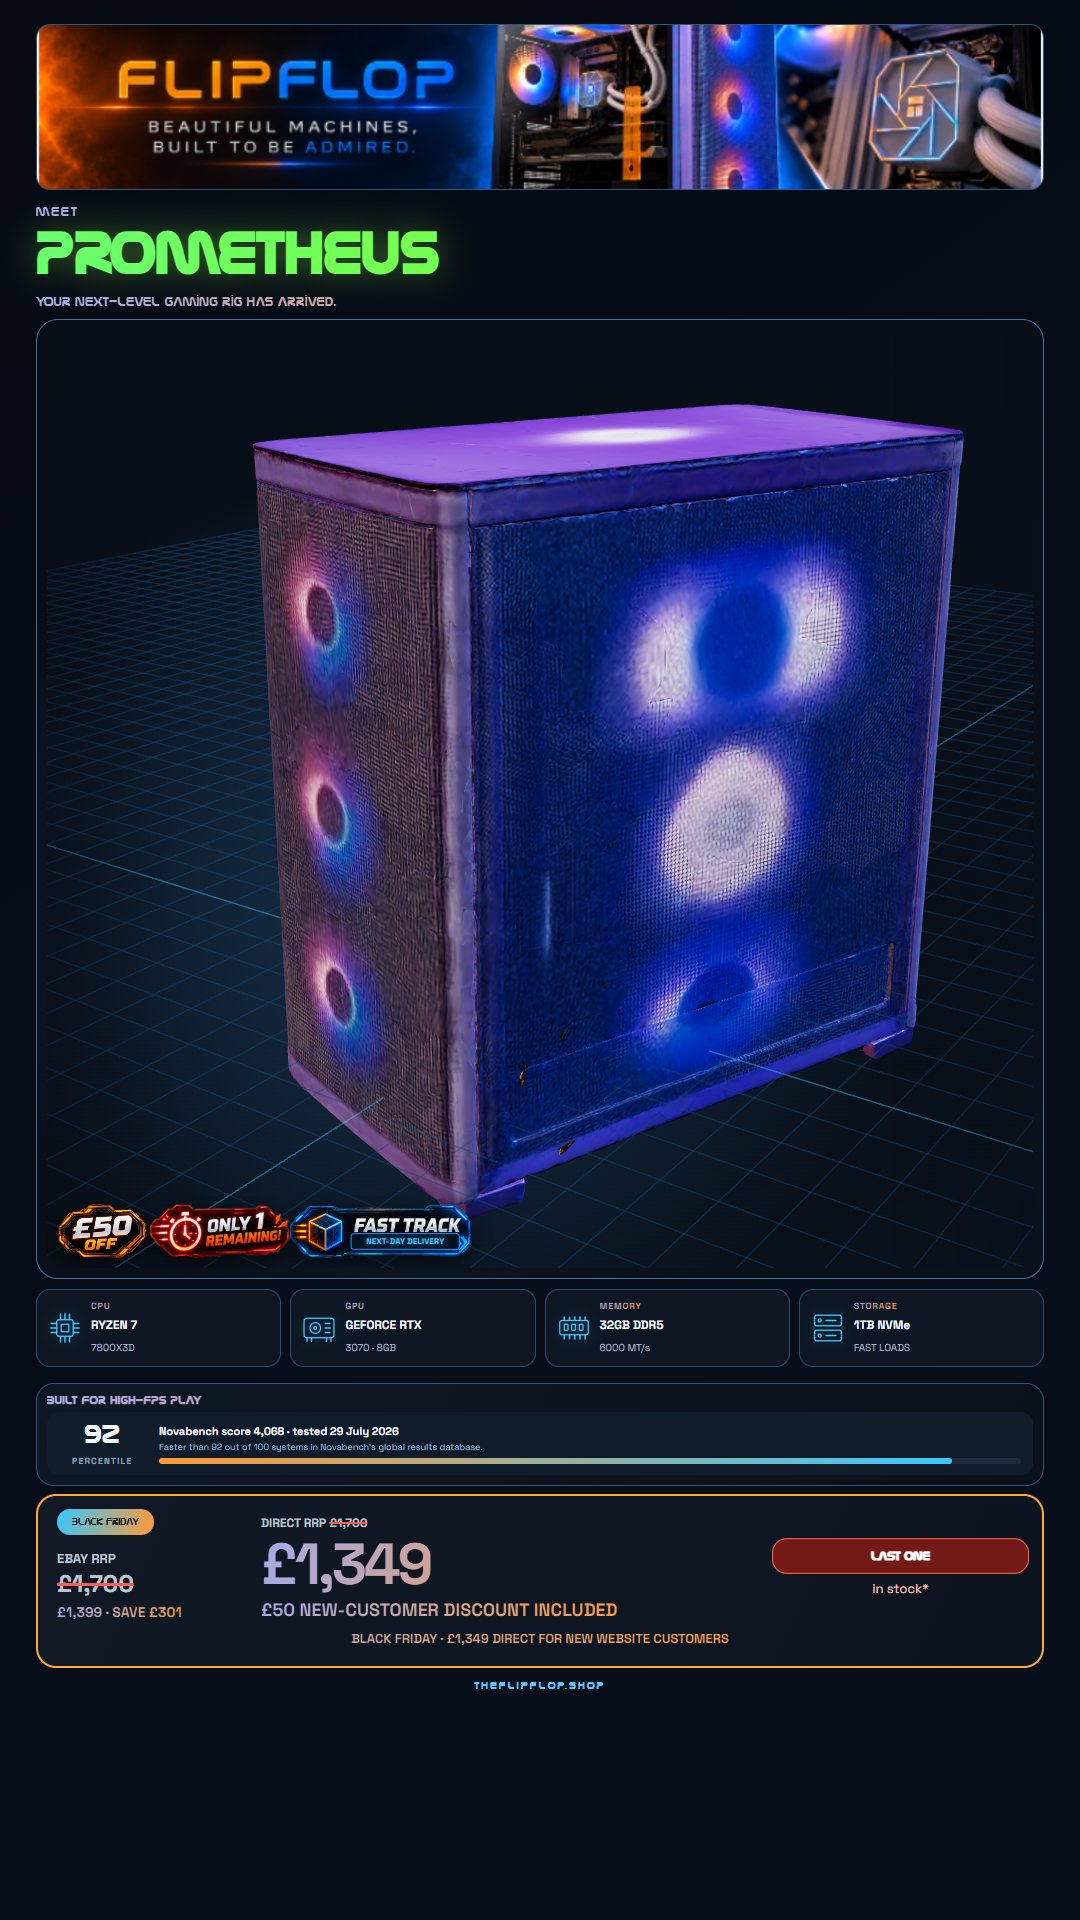 FLIPFLOP
BEAUTIFUL MACHINES,
BUILT TO BE ADMIRED.
MEET
PROMETHEUS
YOUR NEXT-LEVEL GAMING RIG HAS ARRIVED.
£50 OFF
ONLY 1 REMAINING!
FAST TRACK
NEXT-DAY DELIVERY
CPU
RYZEN 7
7800X3D
GPU
GEFORCE RTX
3070 · 8GB
MEMORY
32GB DDR5
6000 MT/s
STORAGE
1TB NVMe
FAST LOADS
BUILT FOR HIGH-FPS PLAY
92
PERCENTILE
Novabench score 4,068 · tested 29 July 2026
Faster than 92 out of 100 systems in Novabench's global results database.
BLACK FRIDAY
EBAY RRP
£1,700
£1,399 · SAVE £301
DIRECT RRP £1,700
£1,349
£50 NEW-CUSTOMER DISCOUNT INCLUDED
BLACK FRIDAY · £1,349 DIRECT FOR NEW WEBSITE CUSTOMERS
LAST ONE
in stock*
THEFLIPFLOP.SHOP